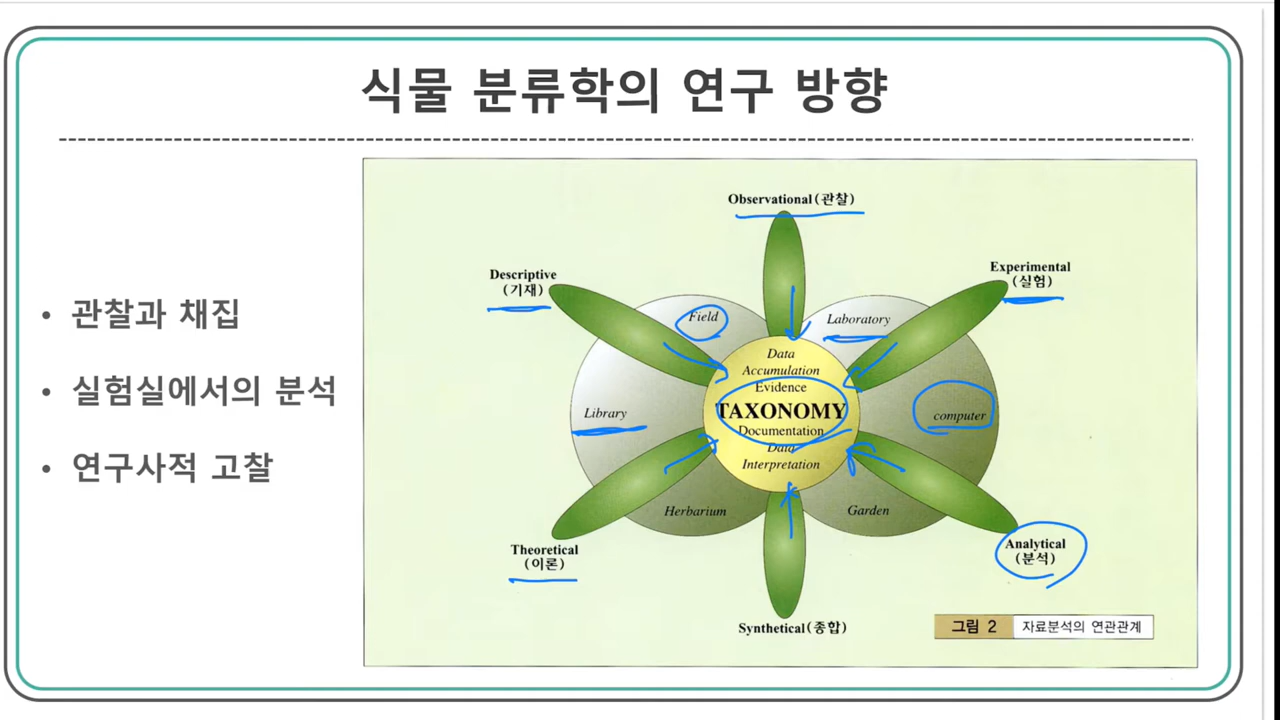 식물 분류학의 연구 방향
• 관찰과 채집
• 실험실에서의 분석
• 연구사적 고찰
Observational(관찰)
Descriptive
(기재)
Experimental
(실험)
Field
Laboratory
Data
Accumulation
Evidence
TAXONOMY
Documentation
Data
Interpretation
Library
computer
Herbarium
Garden
Theoretical
(이론)
Analytical
(분석)
Synthetical(종합)
그림 2 자료분석의 연관관계